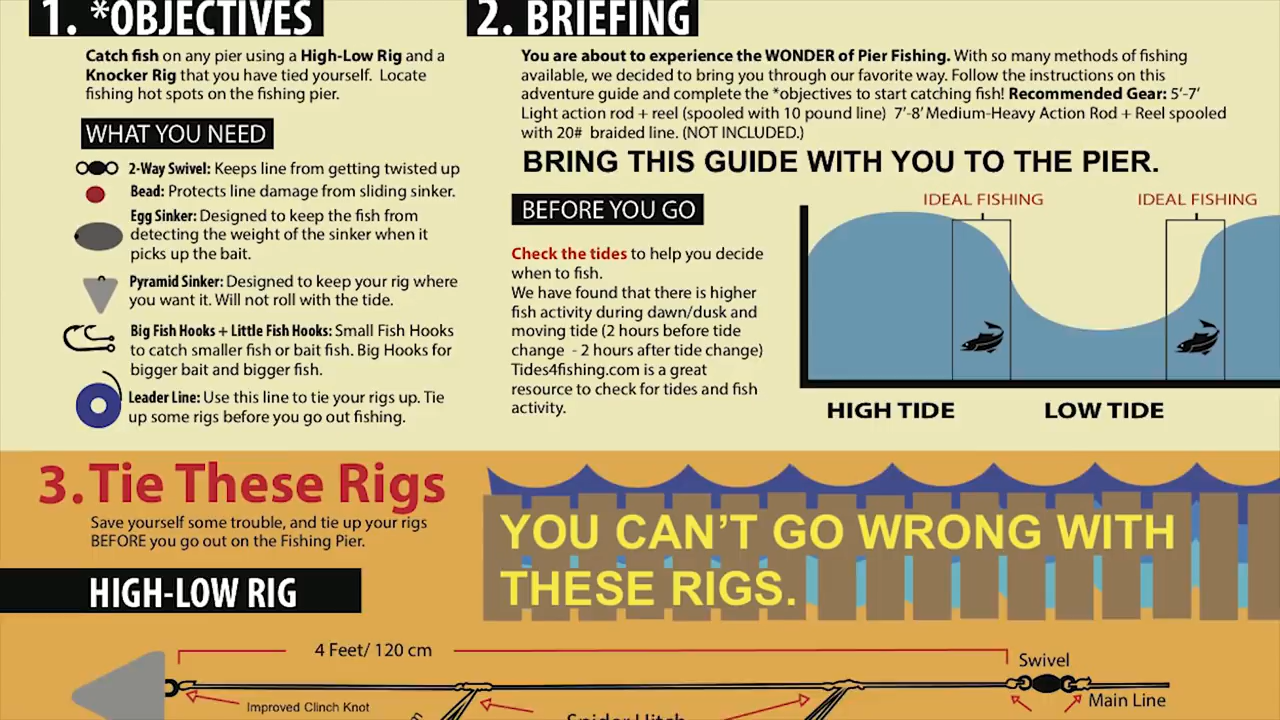 1. *OBJECTIVES
Catch fish on any pier using a High-Low Rig and a
Knocker Rig that you have tied yourself. Locate
fishing hot spots on the fishing pier.
WHAT YOU NEED
2-Way Swivel: Keeps line from getting twisted up
Bead: Protects line damage from sliding sinker.
Egg Sinker: Designed to keep the fish from
detecting the weight of the sinker when it
picks up the bait.
Pyramid Sinker: Designed to keep your rig where
you want it. Will not roll with the tide.
Big Fish Hooks + Little Fish Hooks: Small Fish Hooks
to catch smaller fish or bait fish. Big Hooks for
bigger bait and bigger fish.
Leader Line: Use this line to tie your rigs up. Tie
up some rigs before you go out fishing.
2. BRIEFING
You are about to experience the WONDER of Pier Fishing. With so many methods of fishing
available, we decided to bring you through our favorite way. Follow the instructions on this
adventure guide and complete the *objectives to start catching fish! Recommended Gear: 5'-7'
Light action rod + reel (spooled with 10 pound line) 7'-8' Medium-Heavy Action Rod + Reel spooled
with 20# braided line. (NOT INCLUDED.)
BRING THIS GUIDE WITH YOU TO THE PIER.
BEFORE YOU GO
Check the tides to help you decide
when to fish.
We have found that there is higher
fish activity during dawn/dusk and
moving tide (2 hours before tide
change - 2 hours after tide change)
Tides4fishing.com is a great
resource to check for tides and fish
activity.
IDEAL FISHING
IDEAL FISHING
HIGH TIDE
LOW TIDE
3. Tie These Rigs
Save yourself some trouble, and tie up your rigs
BEFORE you go out on the Fishing Pier.
YOU CAN'T GO WRONG WITH
THESE RIGS.
HIGH-LOW RIG
4 Feet/ 120 cm
Swivel
Improved Clinch Knot
Spider Hitch
Main Line